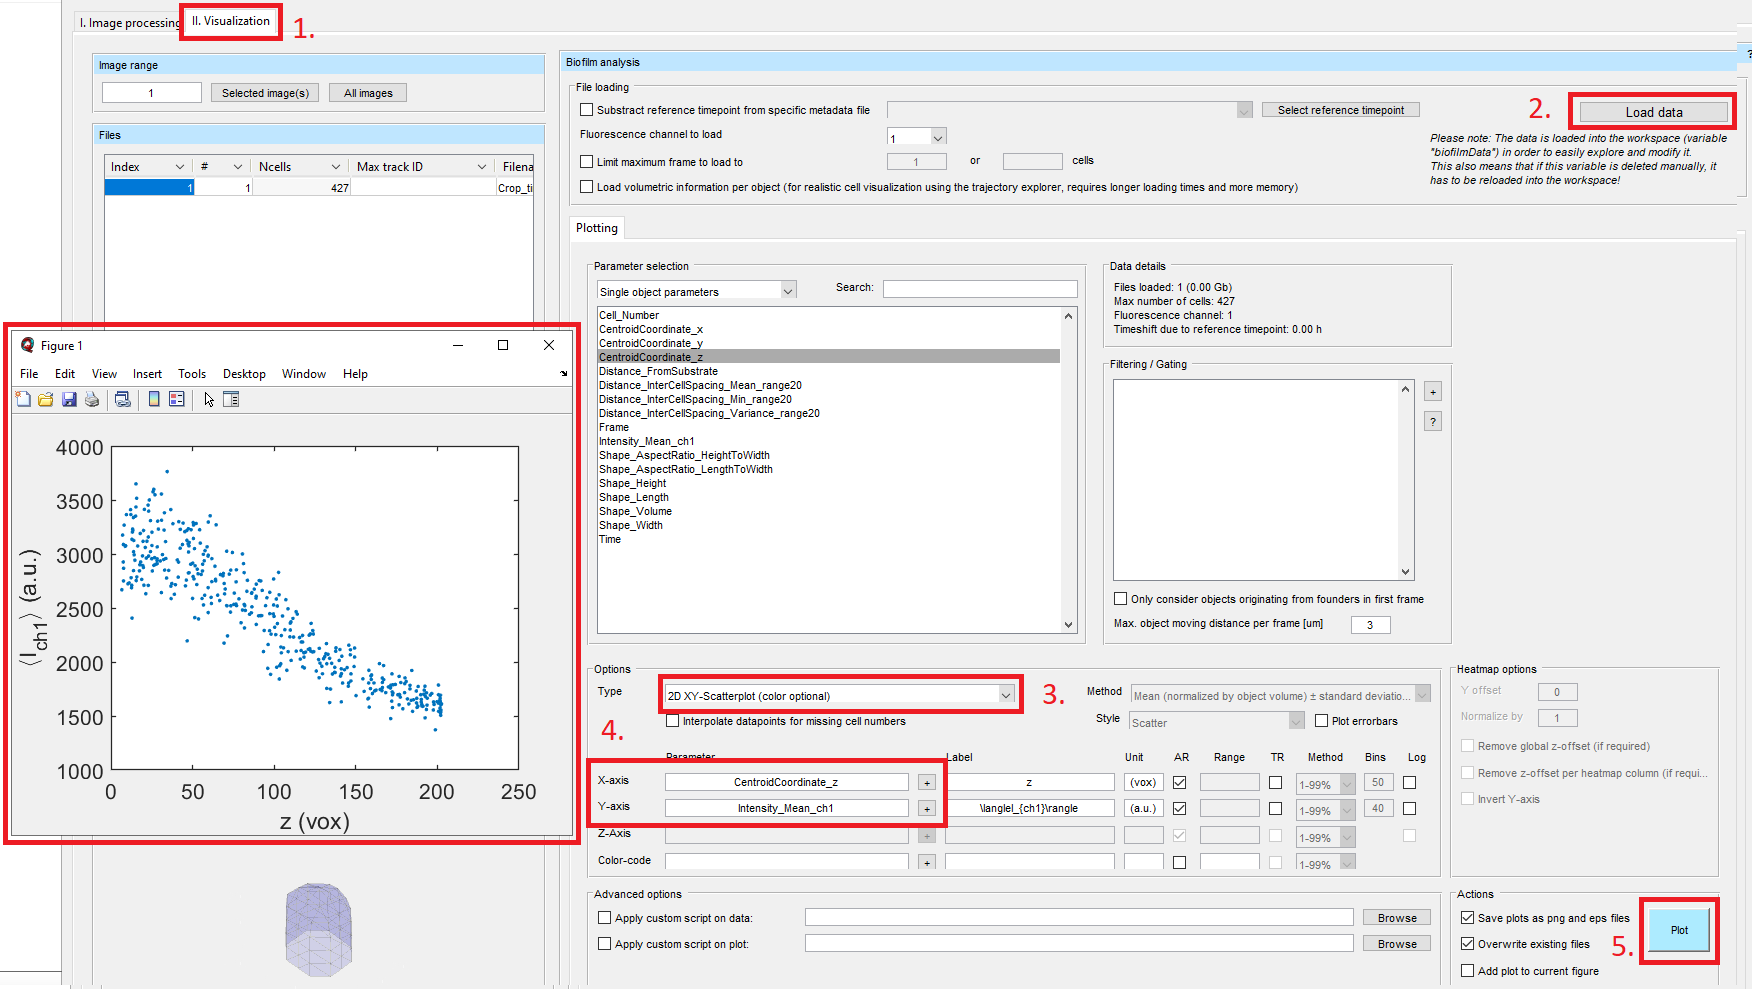 I. Image processing
II. Visualization
1.
Image range
1
Selected image(s)
All images
Files
Index # Ncells Max track ID Filena
1 1 427 Crop_ti
Biofilm analysis
?
File loading
Substract reference timepoint from specific metadata file
Select reference timepoint
2.
Load data
Fluorescence channel to load
1
Limit maximum frame to load to
1
or
cells
Load volumetric information per object (for realistic cell visualization using the trajectory explorer, requires longer loading times and more memory)
Please note: The data is loaded into the workspace (variable
"biofilmData") in order to easily explore and modify it.
This also means that if this variable is deleted manually, it
has to be reloaded into the workspace!
Plotting
Parameter selection
Single object parameters
Search:
Cell_Number
CentroidCoordinate_x
CentroidCoordinate_y
CentroidCoordinate_z
Distance_FromSubstrate
Distance_InterCellSpacing_Mean_range20
Distance_InterCellSpacing_Min_range20
Distance_InterCellSpacing_Variance_range20
Frame
Intensity_Mean_ch1
Shape_AspectRatio_HeightToWidth
Shape_AspectRatio_LengthToWidth
Shape_Height
Shape_Length
Shape_Volume
Shape_Width
Time
Data details
Files loaded: 1 (0.00 Gb)
Max number of cells: 427
Fluorescence channel: 1
Timeshift due to reference timepoint: 0.00 h
Filtering / Gating
+
?
Only consider objects originating from founders in first frame
Max. object moving distance per frame [um]
3
Figure 1
File Edit View Insert Tools Desktop Window Help
4000
3500
3000
2500
2000
1500
1000
⟨I_ch1⟩ (a.u.)
0 50 100 150 200 250
z (vox)
Options
Type
2D XY-Scatterplot (color optional)
3.
Method
Mean (normalized by object volume) ± standard deviatio...
4.
Interpolate datapoints for missing cell numbers
Style
Scatter
Plot errorbars
Parameter Label Unit AR Range TR Method Bins Log
X-axis CentroidCoordinate_z + z (vox) 1-99% 50
Y-axis Intensity_Mean_ch1 + \langleI_{ch1}\rangle (a.u.) 1-99% 40
Z-Axis + 1-99%
Color-code + 1-99%
Heatmap options
Y offset
0
Normalize by
1
Remove global z-offset (if required)
Remove z-offset per heatmap column (if requi...
Invert Y-axis
Advanced options
Apply custom script on data:
Browse
Apply custom script on plot:
Browse
Actions
Save plots as png and eps files
Overwrite existing files
5.
Plot
Add plot to current figure